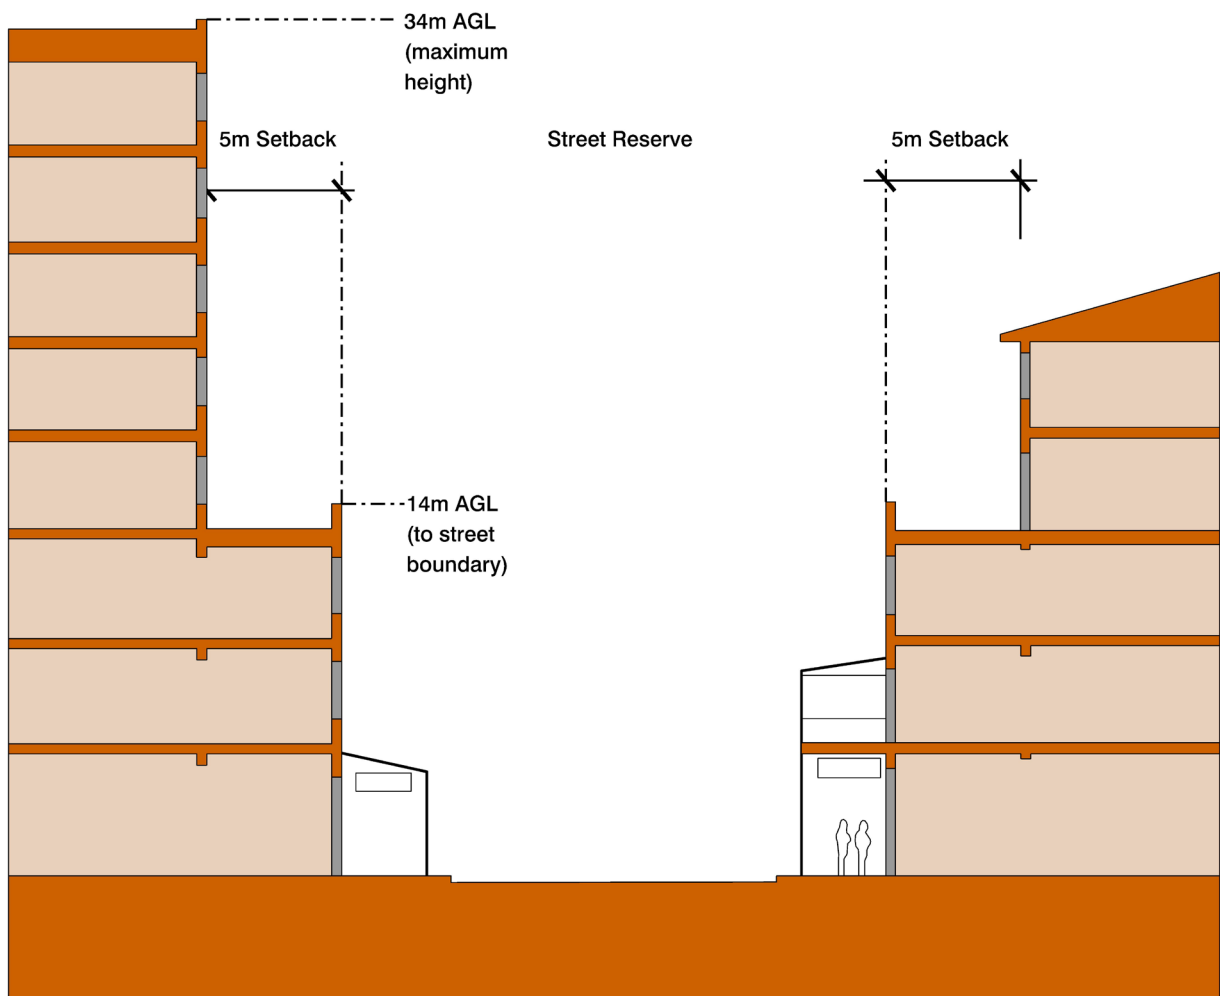 34m AGL
(maximum
height)
5m Setback
Street Reserve
5m Setback
14m AGL
(to street
boundary)